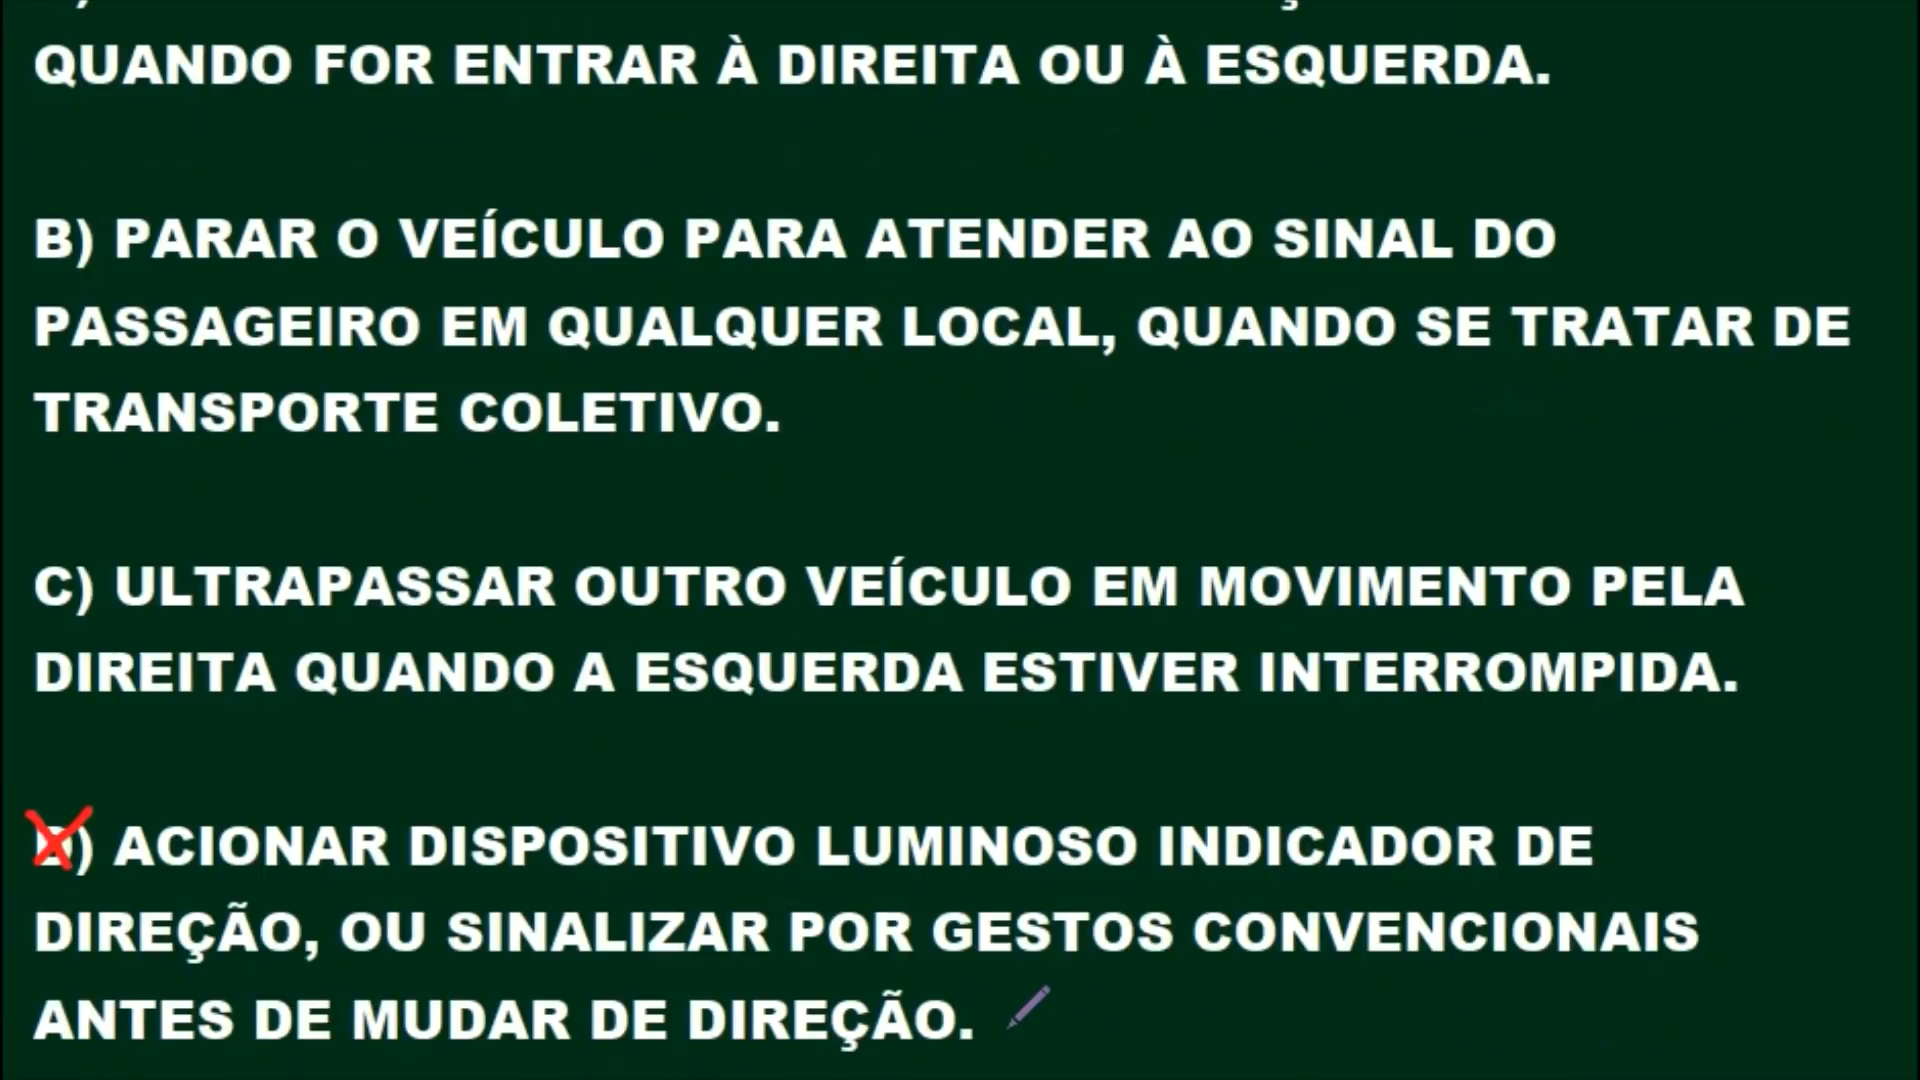 QUANDO FOR ENTRAR À DIREITA OU À ESQUERDA.
B) PARAR O VEÍCULO PARA ATENDER AO SINAL DO
PASSAGEIRO EM QUALQUER LOCAL, QUANDO SE TRATAR DE
TRANSPORTE COLETIVO.
C) ULTRAPASSAR OUTRO VEÍCULO EM MOVIMENTO PELA
DIREITA QUANDO A ESQUERDA ESTIVER INTERROMPIDA.
D) ACIONAR DISPOSITIVO LUMINOSO INDICADOR DE
DIREÇÃO, OU SINALIZAR POR GESTOS CONVENCIONAIS
ANTES DE MUDAR DE DIREÇÃO.